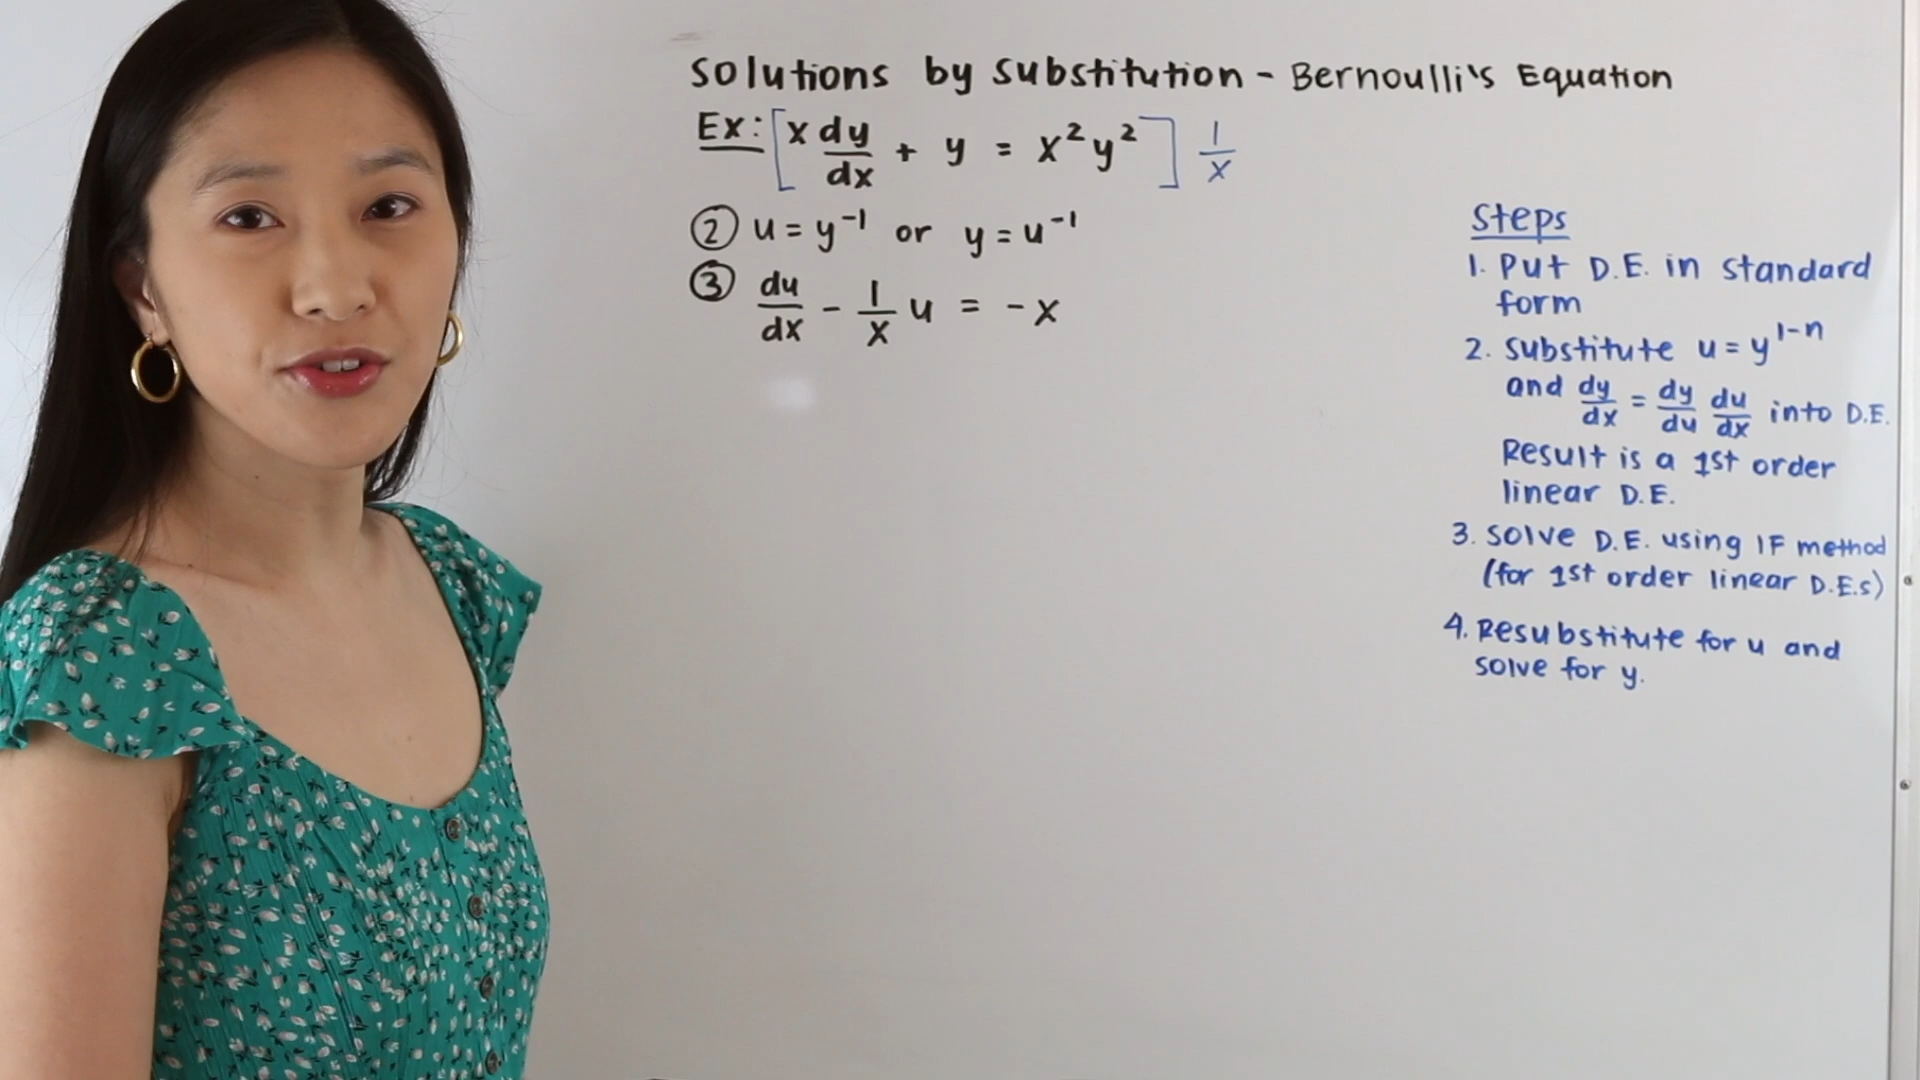 Solutions by Substitution - Bernoulli's Equation
Ex: [x dy/dx + y = x²y²] 1/x
② u = y⁻¹ or y = u⁻¹
③ du/dx - 1/x u = -x
Steps
1. Put D.E. in standard
form
2. Substitute u = y¹⁻ⁿ
and dy/dx = dy/du du/dx into D.E.
Result is a 1st order
linear D.E.
3. Solve D.E. using IF method
(for 1st order linear D.E.s)
4. Resubstitute for u and
solve for y.